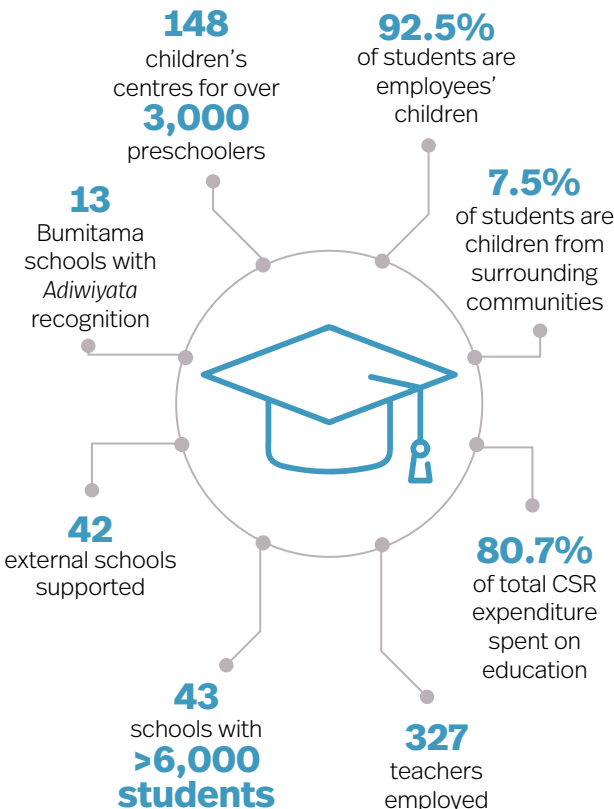 148
children’s
centres for over
3,000
preschoolers
92.5%
of students are
employees’
children
7.5%
of students are
children from
surrounding
communities
80.7%
of total CSR
expenditure
spent on
education
327
teachers
employed
43
schools with
>6,000
students
42
external schools
supported
13
Bumitama
schools with
Adiwiyata
recognition